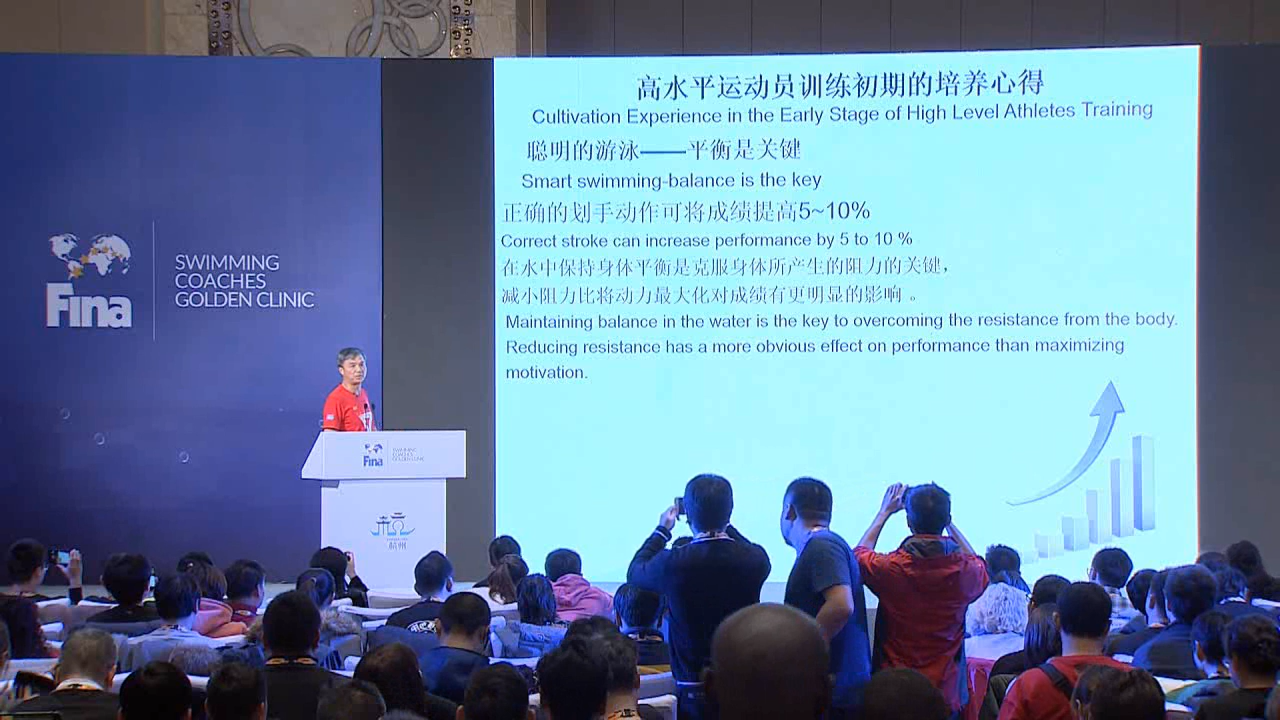 高水平运动员训练初期的培养心得
Cultivation Experience in the Early Stage of High Level Athletes Training
聪明的游泳——平衡是关键
Smart swimming-balance is the key
正确的划手动作可将成绩提高5~10%
Correct stroke can increase performance by 5 to 10 %
在水中保持身体平衡是克服身体所产生的阻力的关键，
减小阻力比将动力最大化对成绩有更明显的影响 。
Maintaining balance in the water is the key to overcoming the resistance from the body.
Reducing resistance has a more obvious effect on performance than maximizing
motivation.
Fina
SWIMMING
COACHES
GOLDEN CLINIC
Fina
SWIMMING
COACHES
GOLDEN CLINIC
杭州